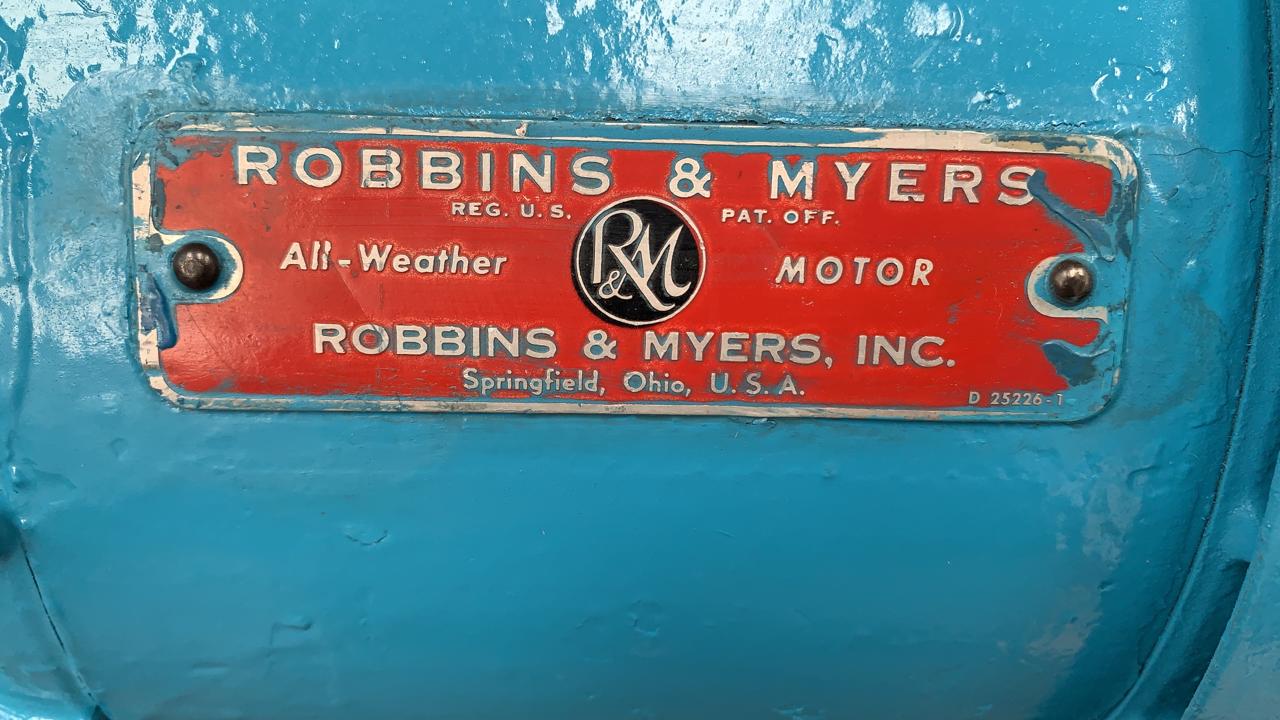 ROBBINS & MYERS
REG. U.S. PAT. OFF.
R&M
All-Weather MOTOR
ROBBINS & MYERS, INC.
Springfield, Ohio, U.S.A.
D 25226-1